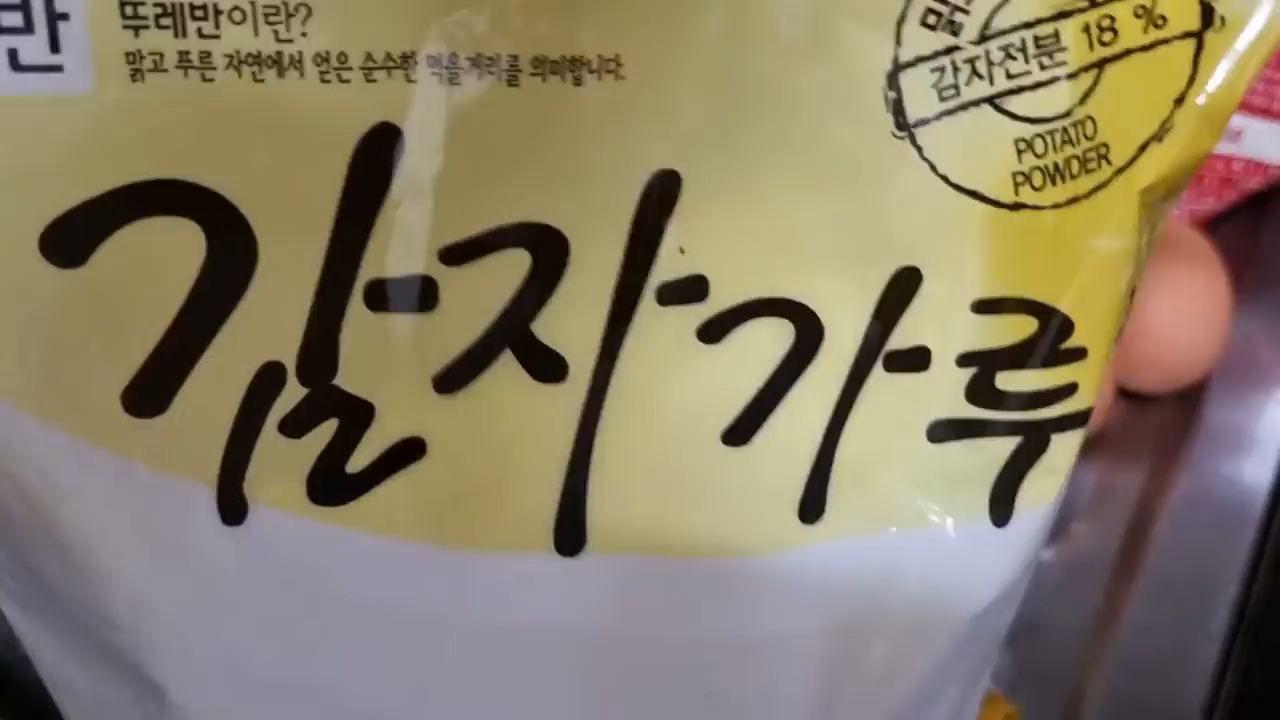 반
뚜레반이란?
맑고 푸른 자연에서 얻은 순수한 먹을거리를 의미합니다.
맑
감자전분 18 %
POTATO
POWDER
감자가루